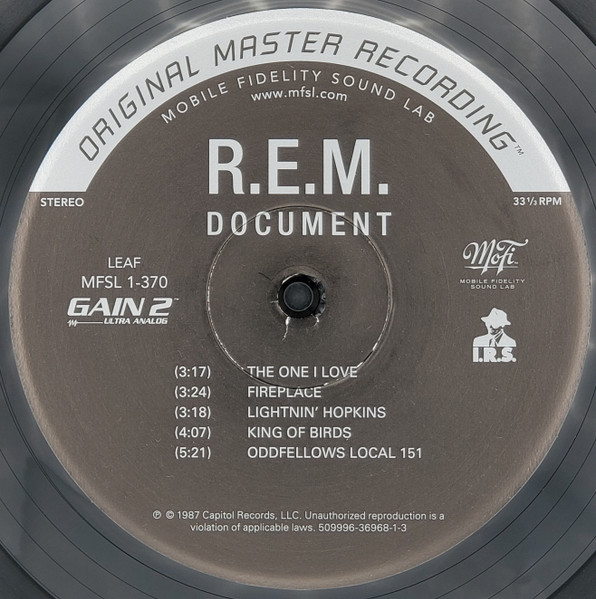 ORIGINAL MASTER RECORDING™
MOBILE FIDELITY SOUND LAB
www.mfsl.com
R.E.M.
STEREO
33 1/3 RPM
DOCUMENT
LEAF
MFSL 1-370
GAIN 2™
ULTRA ANALOG
MoFi
MOBILE FIDELITY
SOUND LAB
I.R.S.
(3:17) THE ONE I LOVE
(3:24) FIREPLACE
(3:18) LIGHTNIN' HOPKINS
(4:07) KING OF BIRDS
(5:21) ODDFELLOWS LOCAL 151
℗ © 1987 Capitol Records, LLC. Unauthorized reproduction is a
violation of applicable laws. 509996-36968-1-3